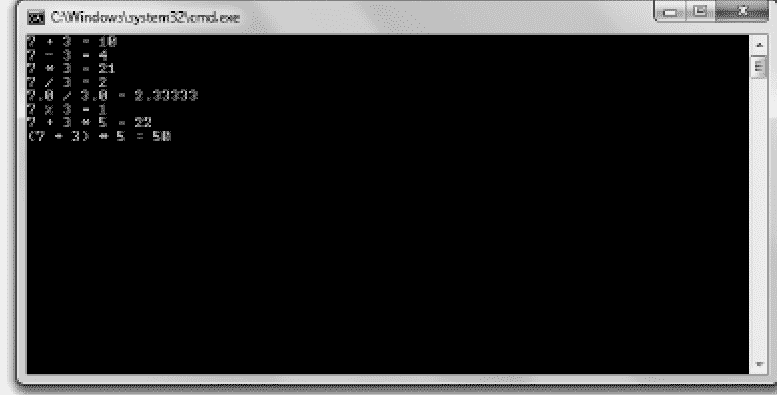 C:\Windows\system32\cmd.exe
7 + 3 = 10
7 - 3 = 4
7 * 3 = 21
7 / 3 = 2
7.0 / 3.0 = 2.33333
7 % 3 = 1
7 + 3 * 5 = 22
(7 + 3) * 5 = 50